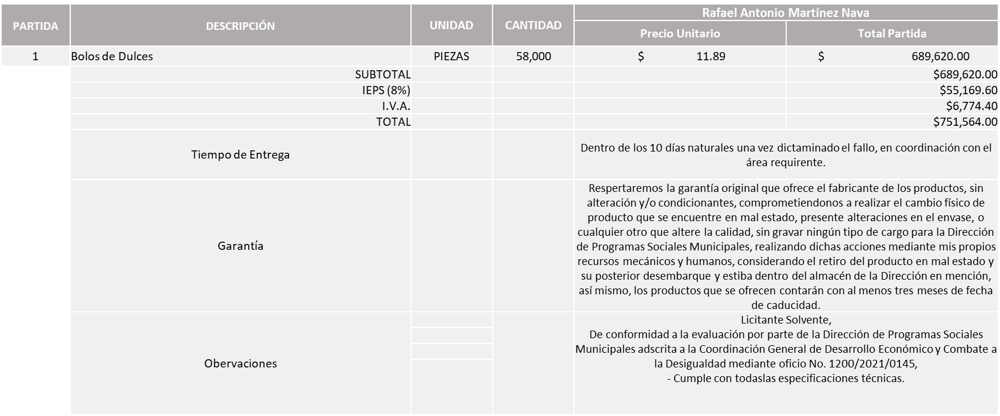 PARTIDA DESCRIPCIÓN UNIDAD CANTIDAD Rafael Antonio Martínez Nava
Precio Unitario Total Partida
1 Bolos de Dulces PIEZAS 58,000 $ 11.89 $ 689,620.00
SUBTOTAL $689,620.00
IEPS (8%) $55,169.60
I.V.A. $6,774.40
TOTAL $751,564.00
Tiempo de Entrega
Dentro de los 10 días naturales una vez dictaminado el fallo, en coordinación con el
área requirente.
Garantía
Respertaremos la garantía original que ofrece el fabricante de los productos, sin
alteración y/o condicionantes, comprometiendonos a realizar el cambio físico de
producto que se encuentre en mal estado, presente alteraciones en el envase, o
cualquier otro que altere la calidad, sin gravar ningún tipo de cargo para la Dirección
de Programas Sociales Municipales, realizando dichas acciones mediante mis propios
recursos mecánicos y humanos, considerando el retiro del producto en mal estado y
su posterior desembarque y estiba dentro del almacén de la Dirección en mención,
así mismo, los productos que se ofrecen contarán con al menos tres meses de fecha
de caducidad.
Obervaciones
Licitante Solvente,
De conformidad a la evaluación por parte de la Dirección de Programas Sociales
Municipales adscrita a la Coordinación General de Desarrollo Económico y Combate a
la Desigualdad mediante oficio No. 1200/2021/0145,
- Cumple con todaslas especificaciones técnicas.